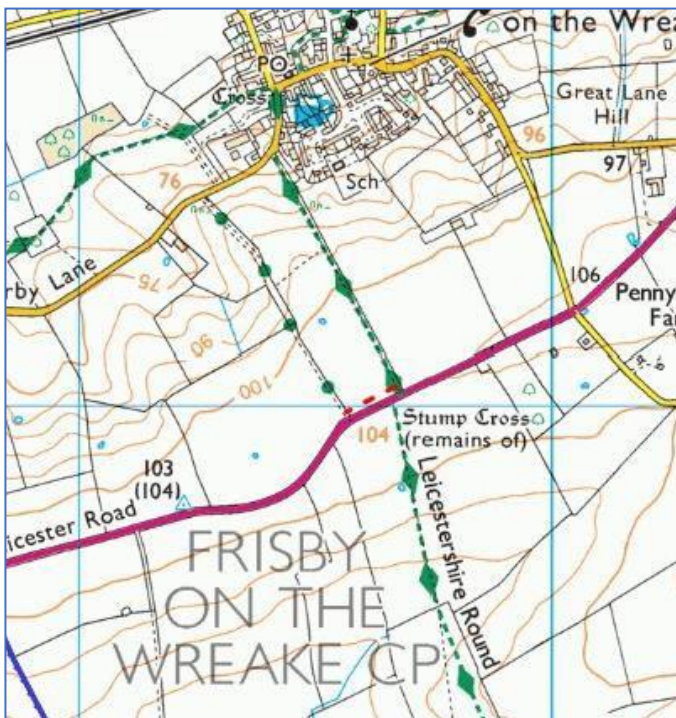 on the Wrea
PO
Cross
Great Lane
Hill
96
97
76
Sch
rby Lane
75
106
Penny
Fa
90
100
Stump Cross
(remains of)
104
103
(104)
icester Road
Leicestershire Round
FRISBY
ON THE
WREAKE CP